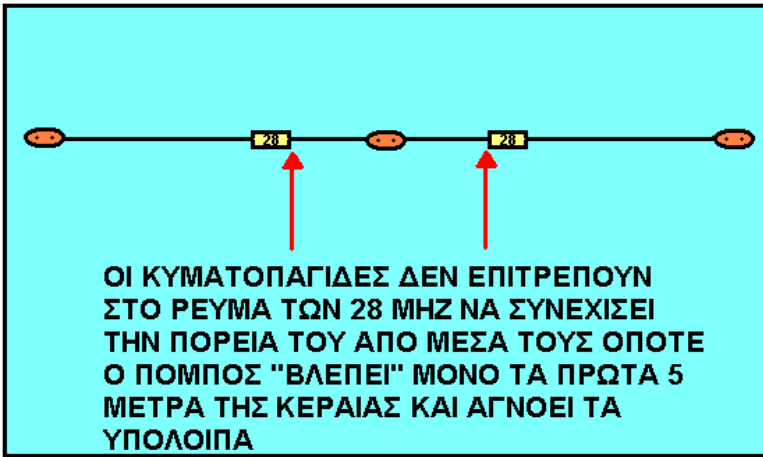 28 28
ΟΙ ΚΥΜΑΤΟΠΑΓΙΔΕΣ ΔΕΝ ΕΠΙΤΡΕΠΟΥΝ
ΣΤΟ ΡΕΥΜΑ ΤΩΝ 28 ΜΗΖ ΝΑ ΣΥΝΕΧΙΣΕΙ
ΤΗΝ ΠΟΡΕΙΑ ΤΟΥ ΑΠΟ ΜΕΣΑ ΤΟΥΣ ΟΠΟΤΕ
Ο ΠΟΜΠΟΣ "ΒΛΕΠΕΙ" ΜΟΝΟ ΤΑ ΠΡΩΤΑ 5
ΜΕΤΡΑ ΤΗΣ ΚΕΡΑΙΑΣ ΚΑΙ ΑΓΝΟΕΙ ΤΑ
ΥΠΟΛΟΙΠΑ